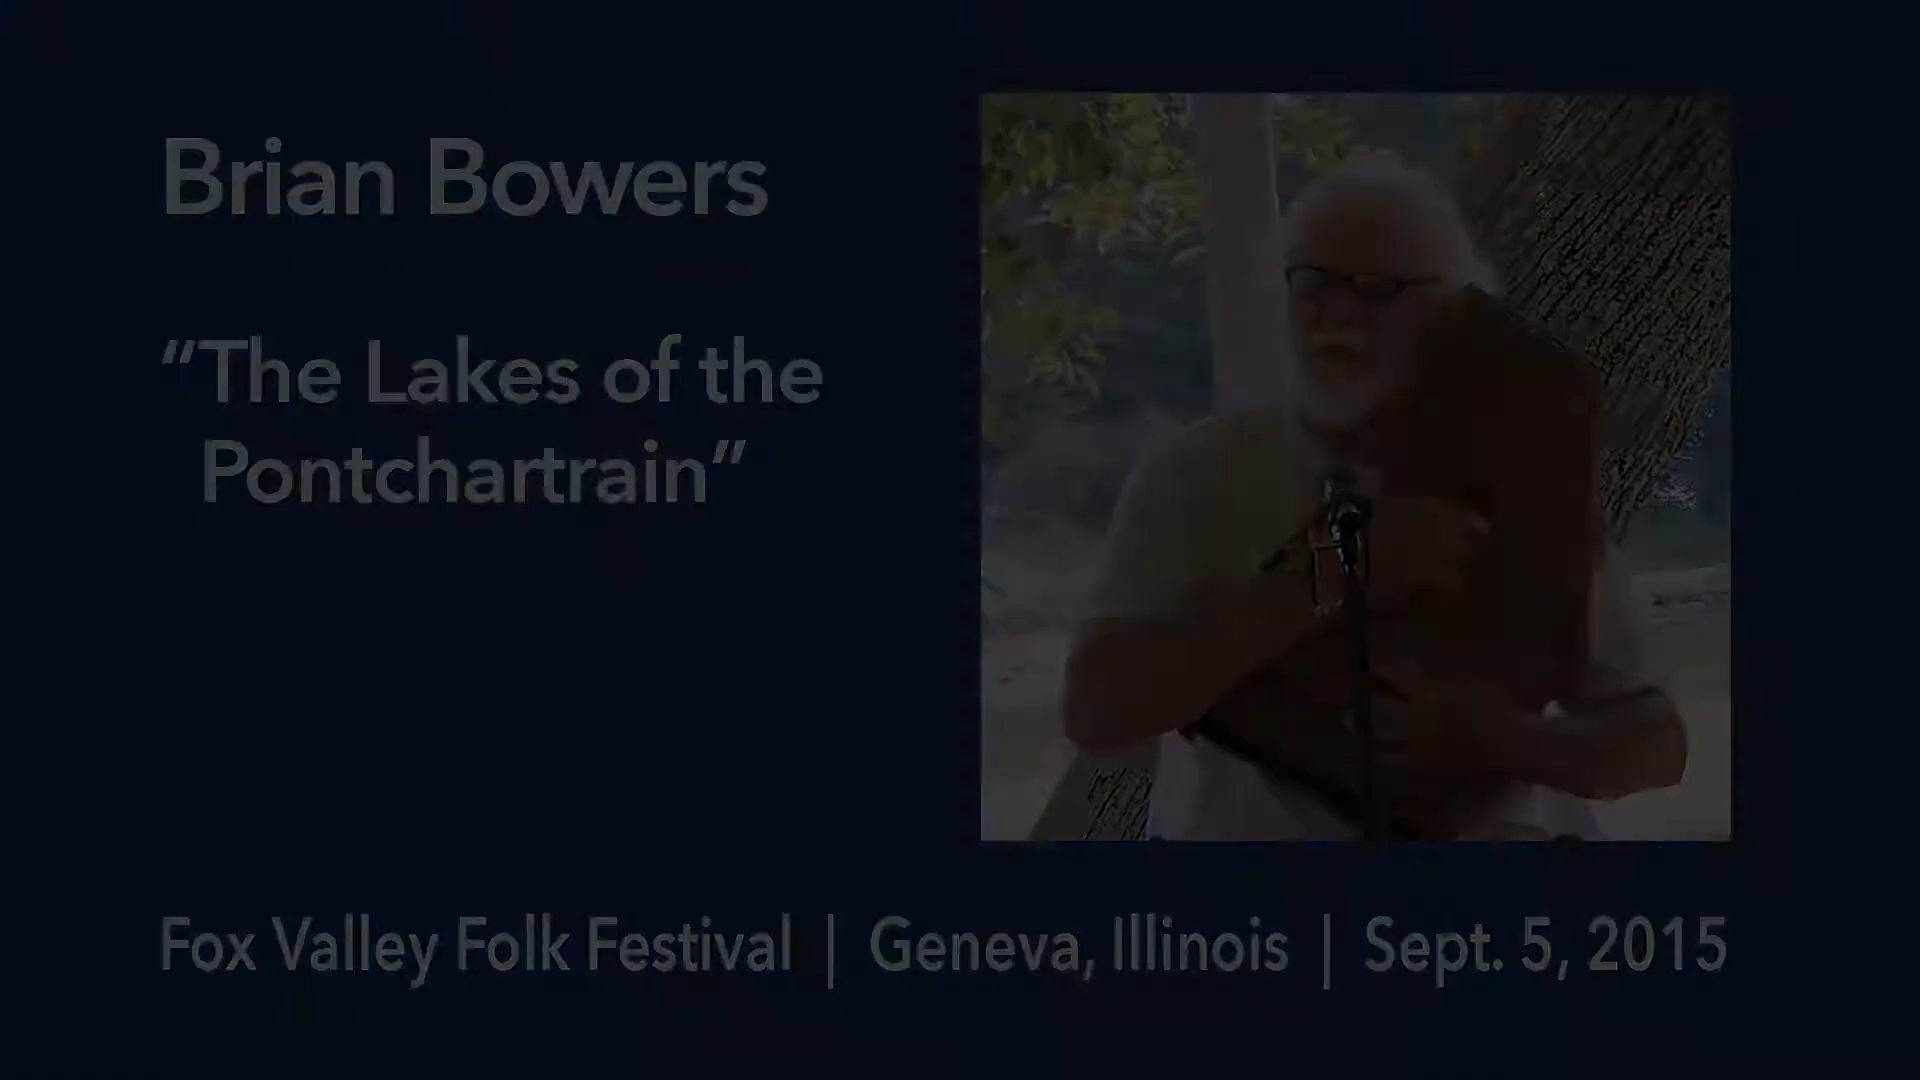 Brian Bowers
“The Lakes of the
Pontchartrain”
Fox Valley Folk Festival | Geneva, Illinois | Sept. 5, 2015